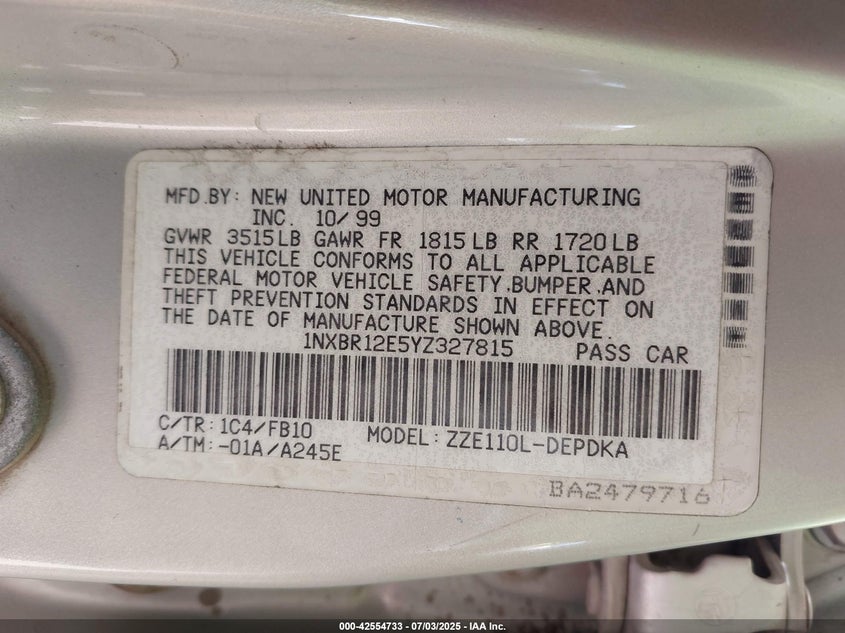 MFD.BY: NEW UNITED MOTOR MANUFACTURING
INC. 10/99
GVWR 3515LB GAWR FR 1815LB RR 1720LB
THIS VEHICLE CONFORMS TO ALL APPLICABLE
FEDERAL MOTOR VEHICLE SAFETY,BUMPER,AND
THEFT PREVENTION STANDARDS IN EFFECT ON
THE DATE OF MANUFACTURE SHOWN ABOVE.
1NXBR12E5YZ327815 PASS CAR
C/TR: 1C4/FB10 MODEL: ZZE110L-DEPDKA
A/TM: -01A/A245E
BA2479716
000-42554733 - 07/03/2025 - IAA Inc.